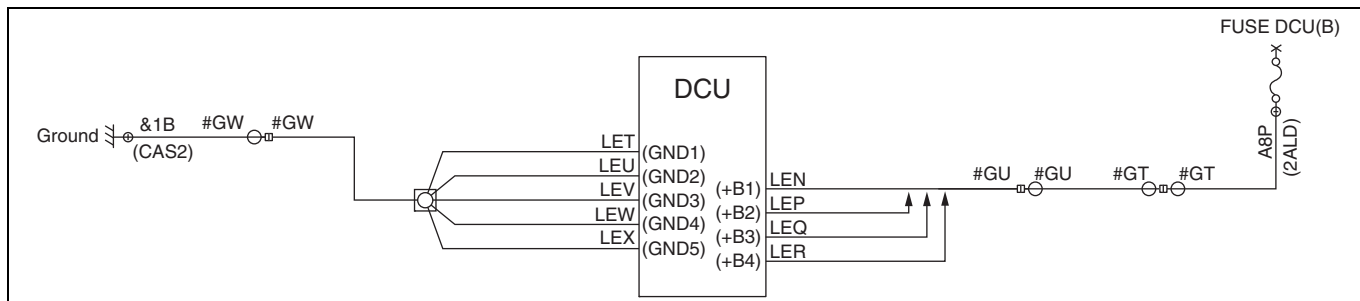 FUSE DCU(B)
DCU
Ground
&1B
#GW
#GW
(CAS2)
LET
(GND1)
LEU
(GND2)
LEV
(GND3)
LEW
(GND4)
LEX
(GND5)
(+B1)
LEN
(+B2)
LEP
(+B3)
LEQ
(+B4)
LER
#GU
#GU
#GT
#GT
A8P
(2ALD)